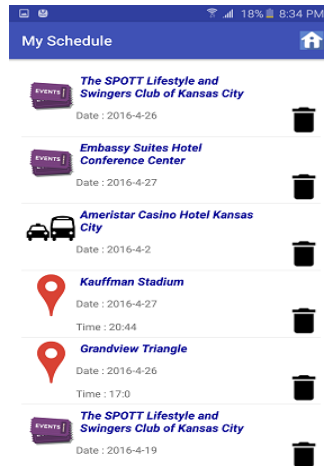 18% 8:34 PM
My Schedule
The SPOTT Lifestyle and
Swingers Club of Kansas City
EVENTS
Date : 2016-4-26
Embassy Suites Hotel
Conference Center
EVENTS
Date : 2016-4-27
Ameristar Casino Hotel Kansas
City
Date : 2016-4-2
Kauffman Stadium
Date : 2016-4-27
Time : 20:44
Grandview Triangle
Date : 2016-4-26
Time : 17:0
The SPOTT Lifestyle and
Swingers Club of Kansas City
EVENTS
Date : 2016-4-19